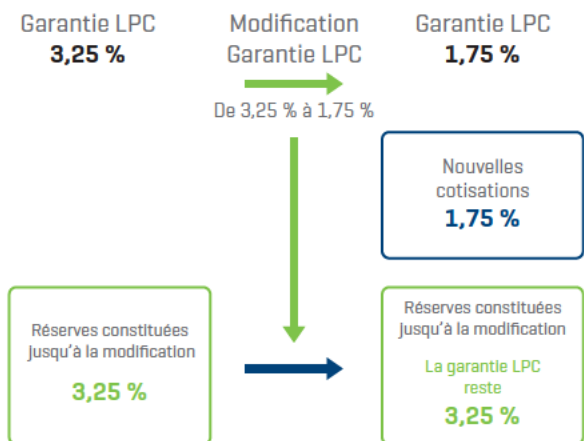 Garantie LPC
3,25 %
Modification
Garantie LPC
De 3,25 % à 1,75 %
Garantie LPC
1,75 %
Nouvelles
cotisations
1,75 %
Réserves constituées
Jusqu'à la modification
3,25 %
Réserves constituées
Jusqu'à la modification
La garantie LPC
reste
3,25 %